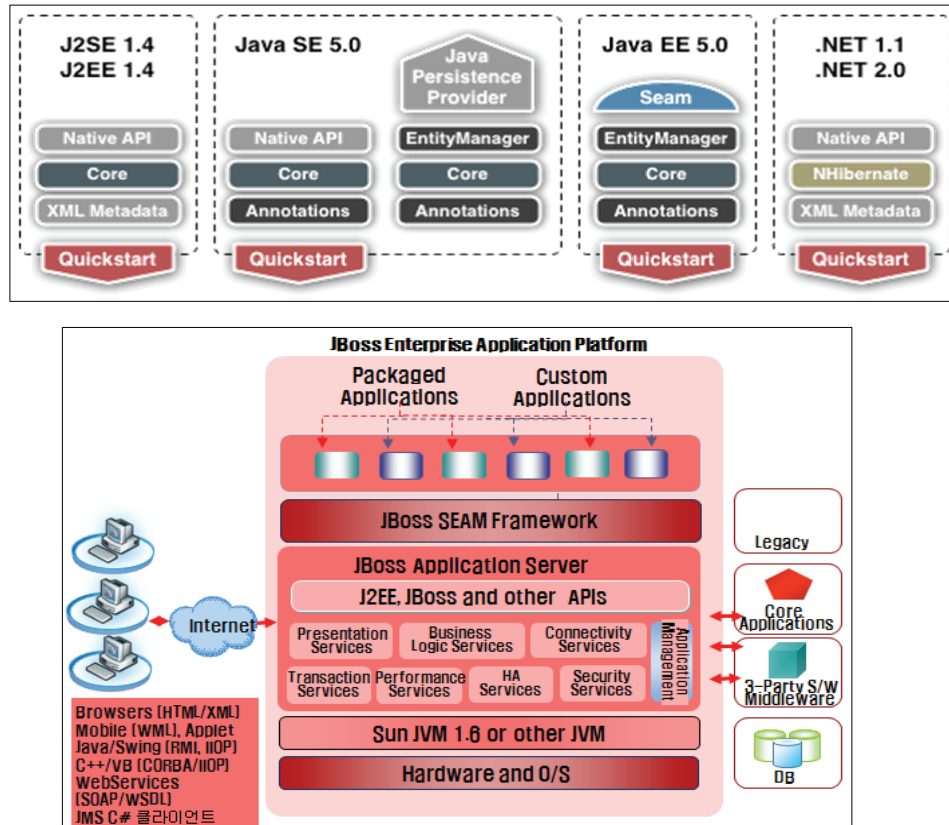 J2SE 1.4
J2EE 1.4
Native API
Core
XML Metadata
Quickstart
Java SE 5.0
Native API
Core
Annotations
Quickstart
Java
Persistence
Provider
EntityManager
Core
Annotations
Java EE 5.0
Seam
EntityManager
Core
Annotations
Quickstart
.NET 1.1
.NET 2.0
Native API
NHibernate
XML Metadata
Quickstart
JBoss Enterprise Application Platform
Packaged
Applications
Custom
Applications
JBoss SEAM Framework
JBoss Application Server
J2EE, JBoss and other APIs
Presentation
Services
Business
Logic Services
Connectivity
Services
Transaction
Services
Performance
Services
HA
Services
Security
Services
Application
Management
Sun JVM 1.6 or other JVM
Hardware and O/S
Internet
Browsers (HTML/XML)
Mobile (WML), Applet
Java/Swing (RMI, IIOP)
C++/VB (CORBA/IIOP)
WebServices
(SOAP/WSDL)
JMS C# 클라이언트
Legacy
Core
Applications
3-Party S/W
Middleware
DB